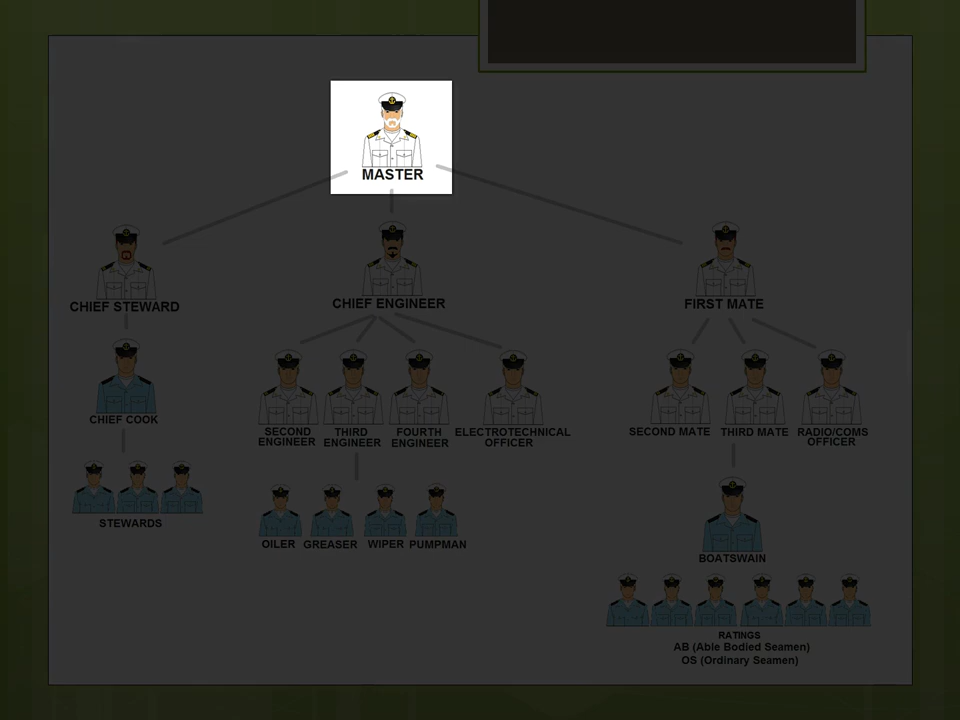 MASTER
CHIEF STEWARD
CHIEF ENGINEER
FIRST MATE
CHIEF COOK
SECOND
ENGINEER
THIRD
ENGINEER
FOURTH
ENGINEER
ELECTROTECHNICAL
OFFICER
SECOND MATE
THIRD MATE
RADIO/COMS
OFFICER
STEWARDS
OILER
GREASER
WIPER
PUMPMAN
BOATSWAIN
RATINGS
AB (Able Bodied Seamen)
OS (Ordinary Seamen)